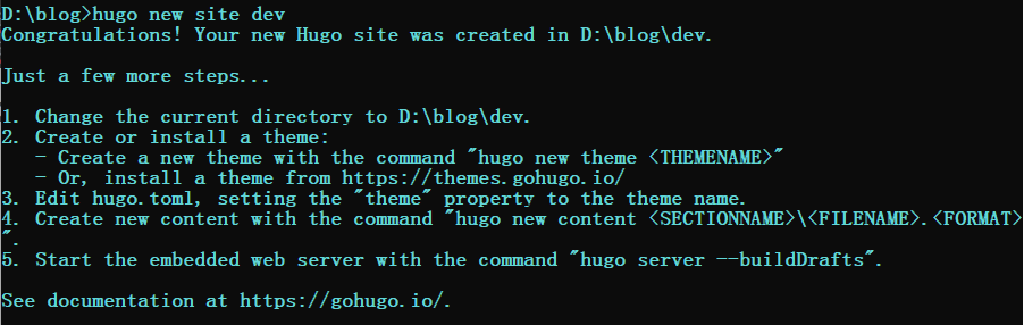 D:\blog>hugo new site dev
Congratulations! Your new Hugo site was created in D:\blog\dev.
Just a few more steps...
1. Change the current directory to D:\blog\dev.
2. Create or install a theme:
   - Create a new theme with the command "hugo new theme <THEMENAME>"
   - Or, install a theme from https://themes.gohugo.io/
3. Edit hugo.toml, setting the "theme" property to the theme name.
4. Create new content with the command "hugo new content <SECTIONNAME>\<FILENAME>.<FORMAT>
".
5. Start the embedded web server with the command "hugo server --buildDrafts".
See documentation at https://gohugo.io/.